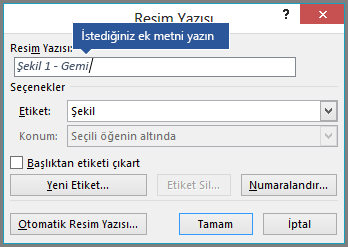 Resim Yazısı
? ×
İstediğiniz ek metni yazın
Resim Yazısı:
Şekil 1 - Gemi
Seçenekler
Etiket: Şekil
Konum: Seçili öğenin altında
Başlıktan etiketi çıkart
Yeni Etiket... Etiket Sil... Numaralandır...
Otomatik Resim Yazısı... Tamam İptal